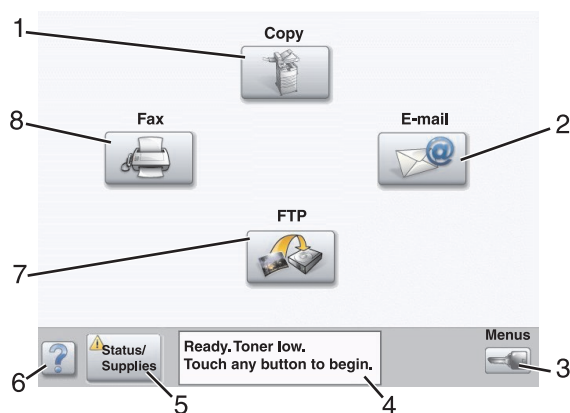 1
Copy
8
Fax
E-mail
2
@
FTP
7
Menus
Status/
Supplies
Ready. Toner low.
Touch any button to begin.
?
6
5
4
3